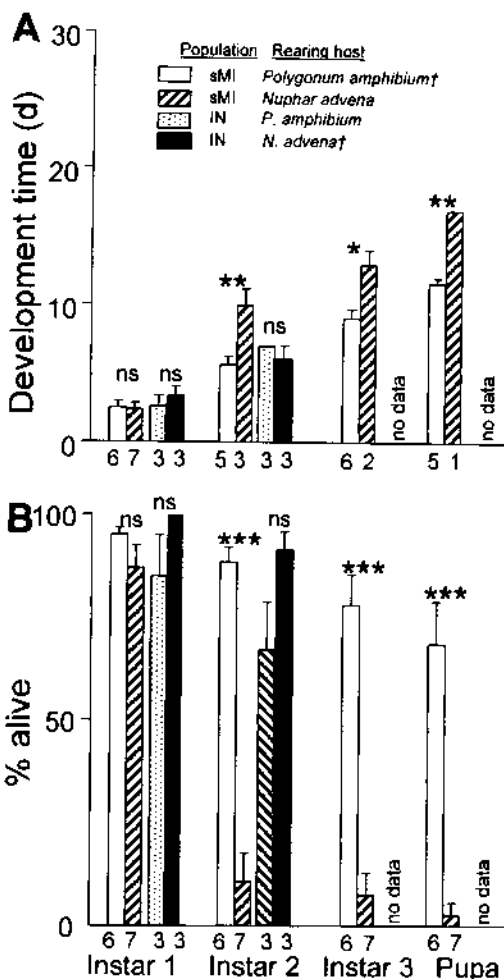 A
30
20
10
0
Development time (d)
Population Rearing host
sMI Polygonum amphibium†
sMI Nuphar advena
IN P. amphibium
IN N. advena†
ns ns
** ns
*
**
no data
no data
6 7 3 3 5 3 3 3 6 2 5 1
B
100
50
0
% alive
ns ns
*** ns
***
***
no data
no data
6 7 3 3 6 7 3 3 6 7 6 7
Instar 1 Instar 2 Instar 3 Pupa